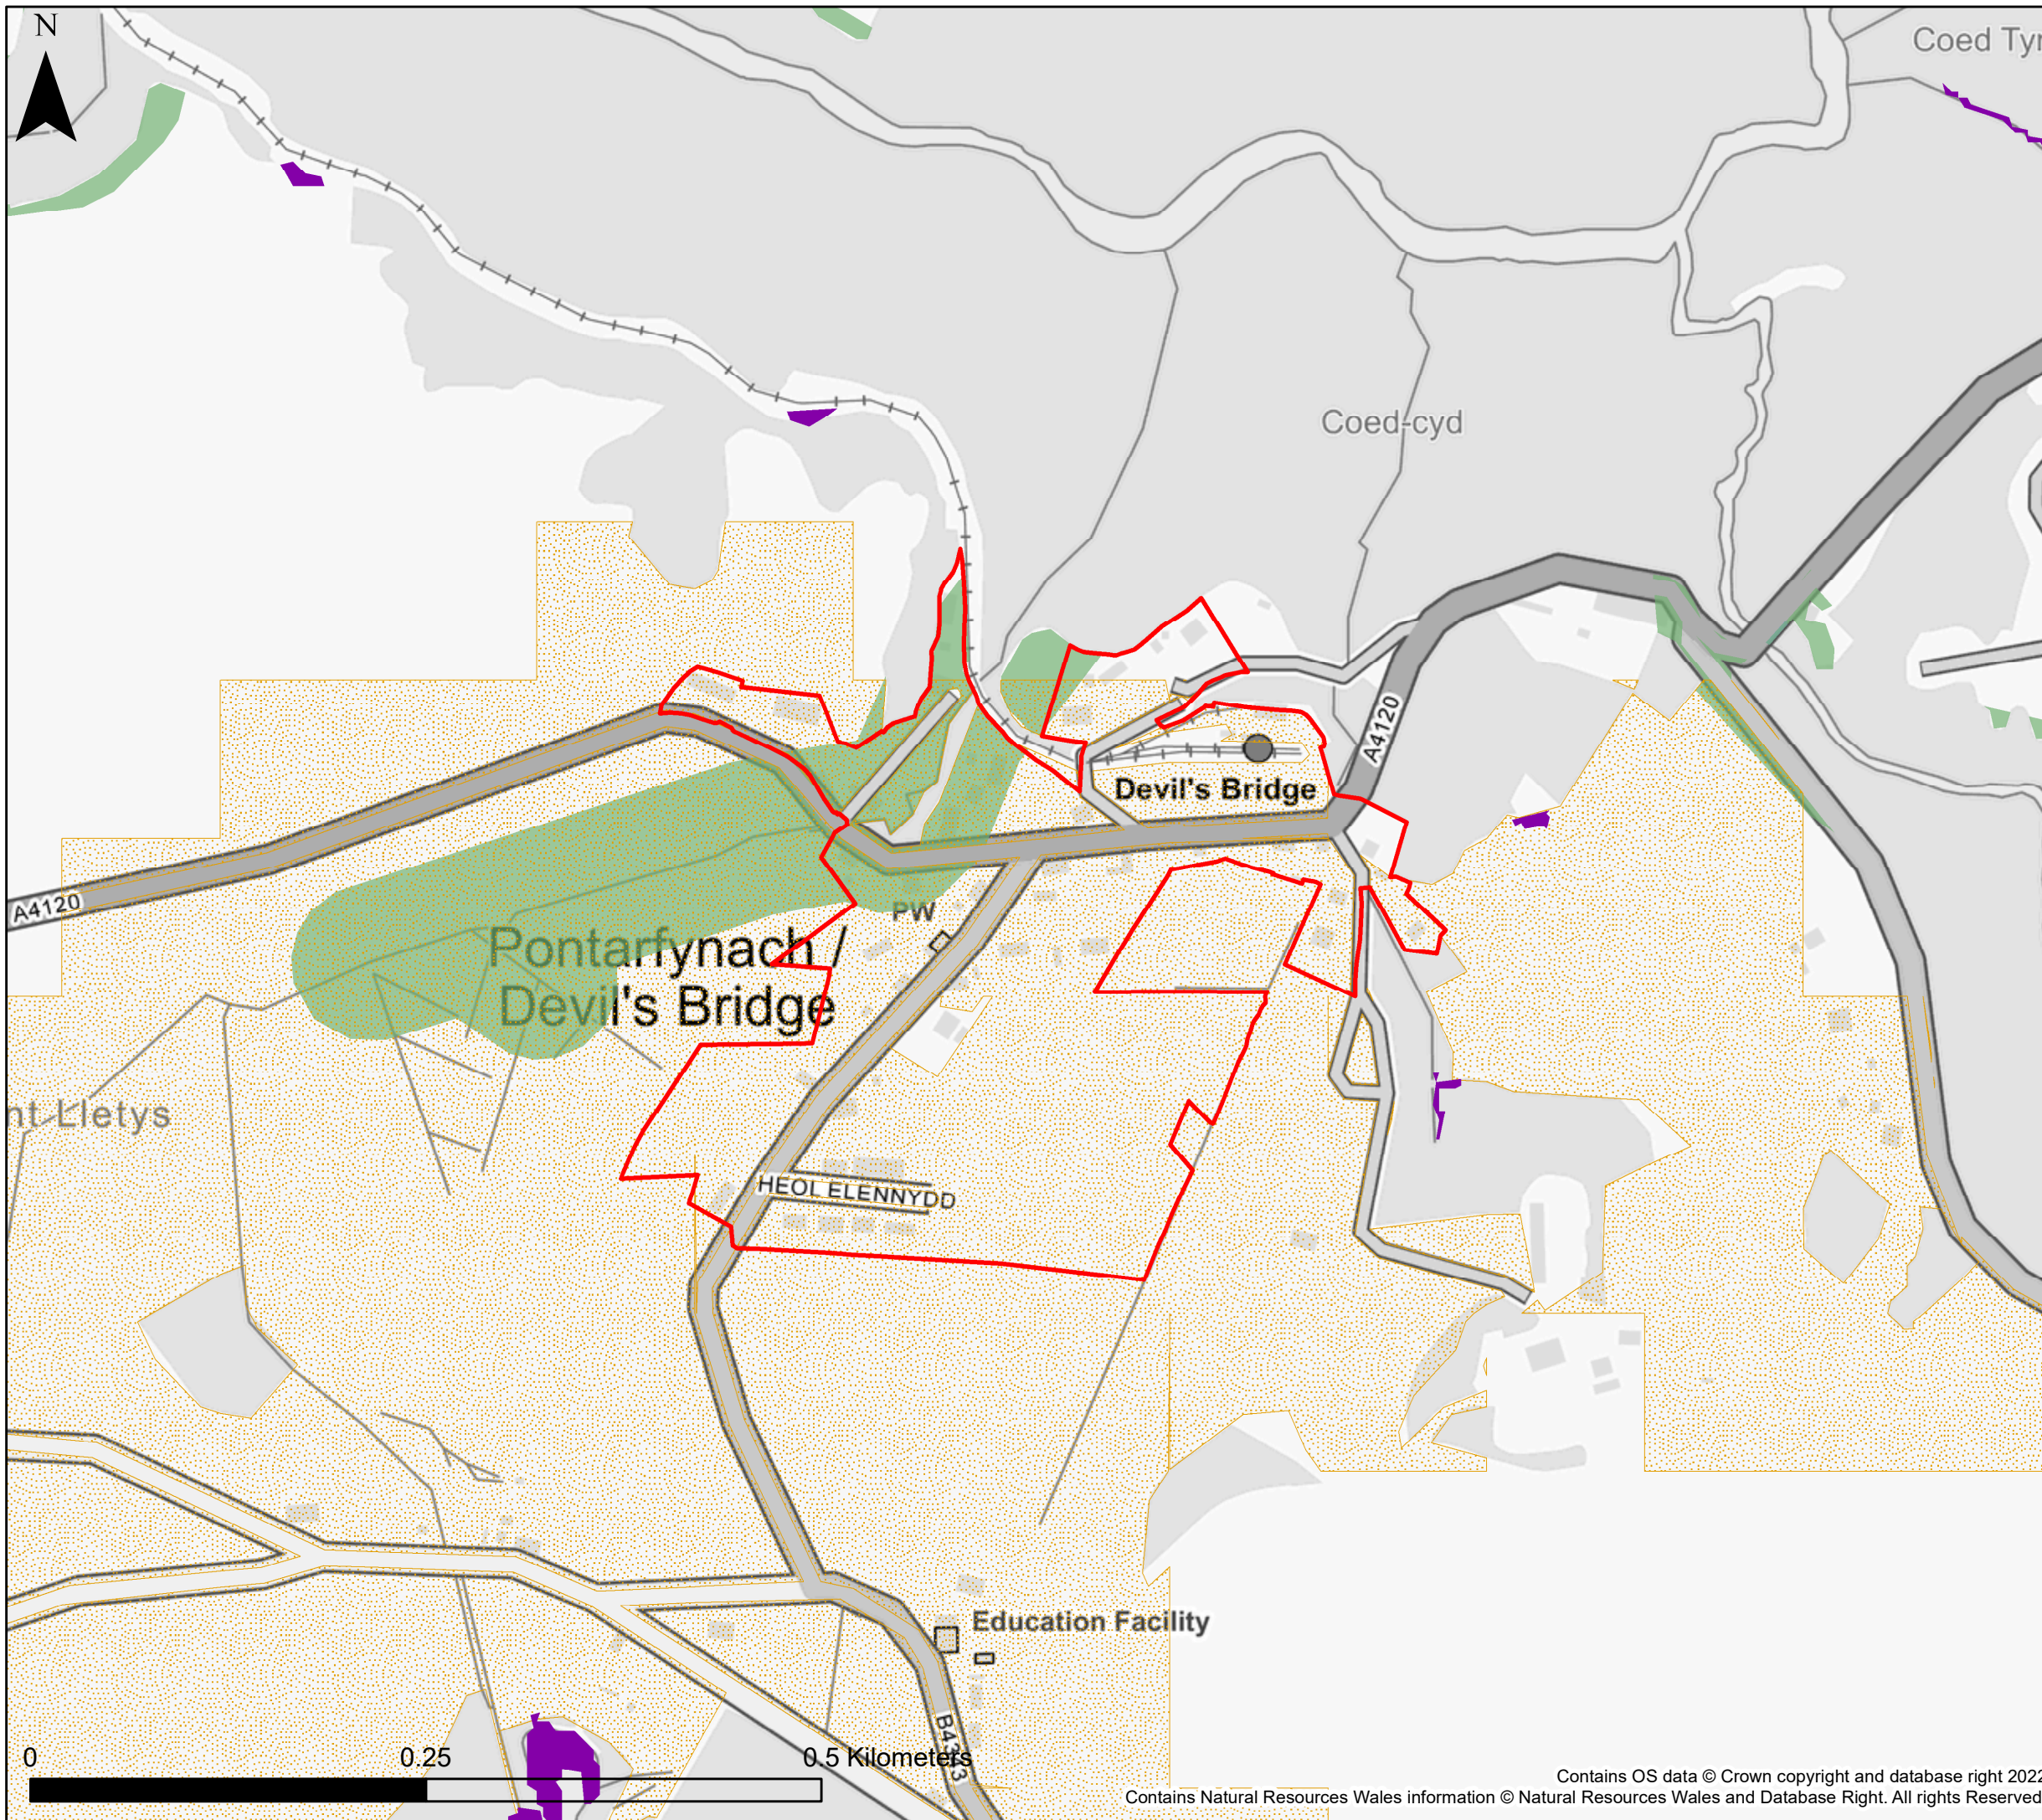 N
Coed Tyr
Coed-cyd
A4120
Devil's Bridge
A4120
PW
Pontarfynach /
Devil's Bridge
nt Lletys
HEOL ELENNYDD
Education Facility
0
0.25
0.5 Kilometers
Contains OS data © Crown copyright and database right 2022
Contains Natural Resources Wales information © Natural Resources Wales and Database Right. All rights Reserved